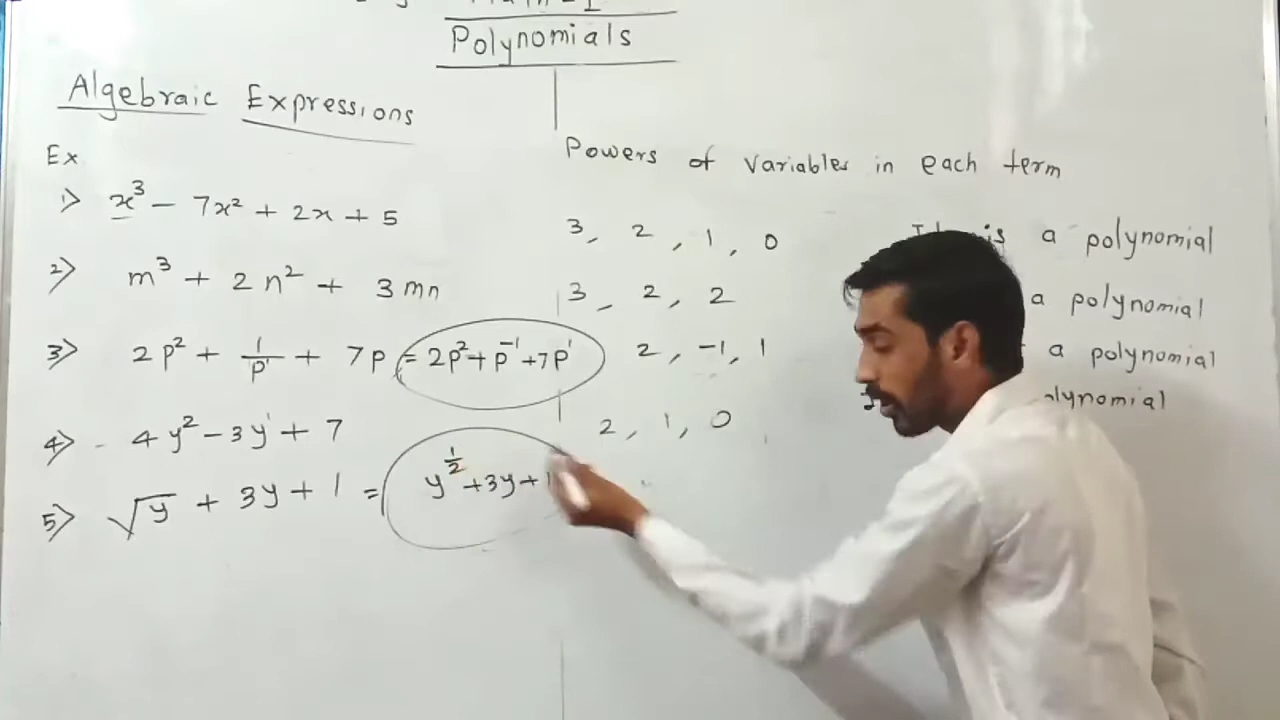 Polynomials
Algebraic Expressions
Ex
Powers of variables in each term
1> x³ - 7x² + 2x + 5 3, 2, 1, 0 is a polynomial
2> m³ + 2n² + 3mn 3, 2, 2 a polynomial
3> 2p² + 1/p¹ + 7p = 2p² + p⁻¹ + 7p¹ 2, -1, 1 a polynomial
4> 4y² - 3y¹ + 7 2, 1, 0
5> √y + 3y + 1 = y^(1/2) + 3y + 1